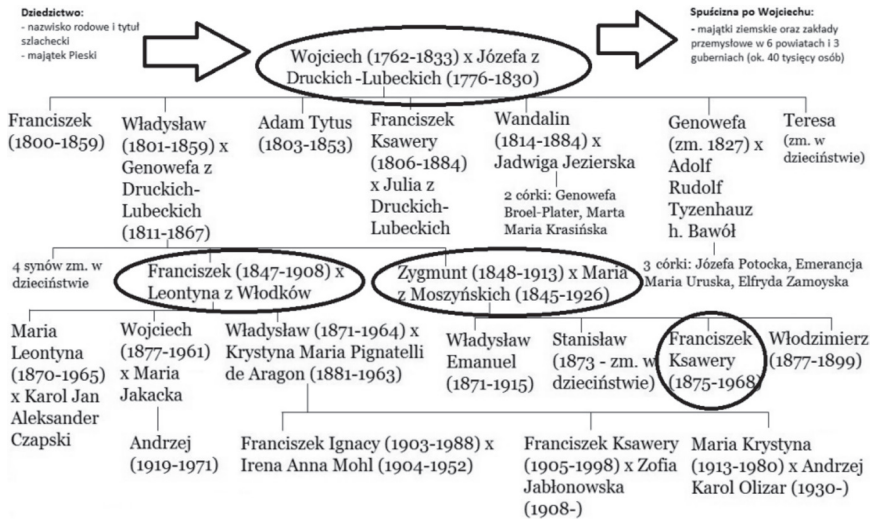 Dziedzictwo:
- nazwisko rodowe i tytuł
szlachecki
- majątek Pieski
Wojciech (1762-1833) x Józefa z
Druckich-Lubeckich (1776-1830)
Spuścizna po Wojciechu:
- majątki ziemskie oraz zakłady
przemysłowe w 6 powiatach i 3
guberniach (ok. 40 tysięcy osób)
Franciszek
(1800-1859)
Władysław
(1801-1859) x
Genowefa z
Druckich-
Lubeckich
(1811-1867)
Adam Tytus
(1803-1853)
Franciszek
Ksawery
(1806-1884)
x Julia z
Druckich-
Lubeckich
Wandalin
(1814-1884) x
Jadwiga Jezierska
2 córki: Genowefa
Broel-Plater, Marta
Maria Krasińska
Genowefa
(zm. 1827) x
Adolf
Rudolf
Tyzenhauz
h. Bawół
3 córki: Józefa Potocka, Emerancja
Maria Uruska, Elfryda Zamoyska
Teresa
(zm. w
dzieciństwie)
4 synów zm. w
dzieciństwie
Franciszek (1847-1908) x
Leontyna z Włodków
Zygmunt (1848-1913) x Maria
z Moszyńskich (1845-1926)
Maria
Leontyna
(1870-1965)
x Karol Jan
Aleksander
Czapski
Wojciech
(1877-1961)
x Maria
Jakacka
Władysław (1871-1964) x
Krystyna Maria Pignatelli
de Aragon (1881-1963)
Władysław
Emanuel
(1871-1915)
Stanisław
(1873 - zm. w
dzieciństwie)
Franciszek
Ksawery
(1875-1968)
Włodzimierz
(1877-1899)
Andrzej
(1919-1971)
Franciszek Ignacy (1903-1988) x
Irena Anna Mohl (1904-1952)
Franciszek Ksawery
(1905-1998) x Zofia
Jabłonowska
(1908-)
Maria Krystyna
(1913-1980) x Andrzej
Karol Olizar (1930-)